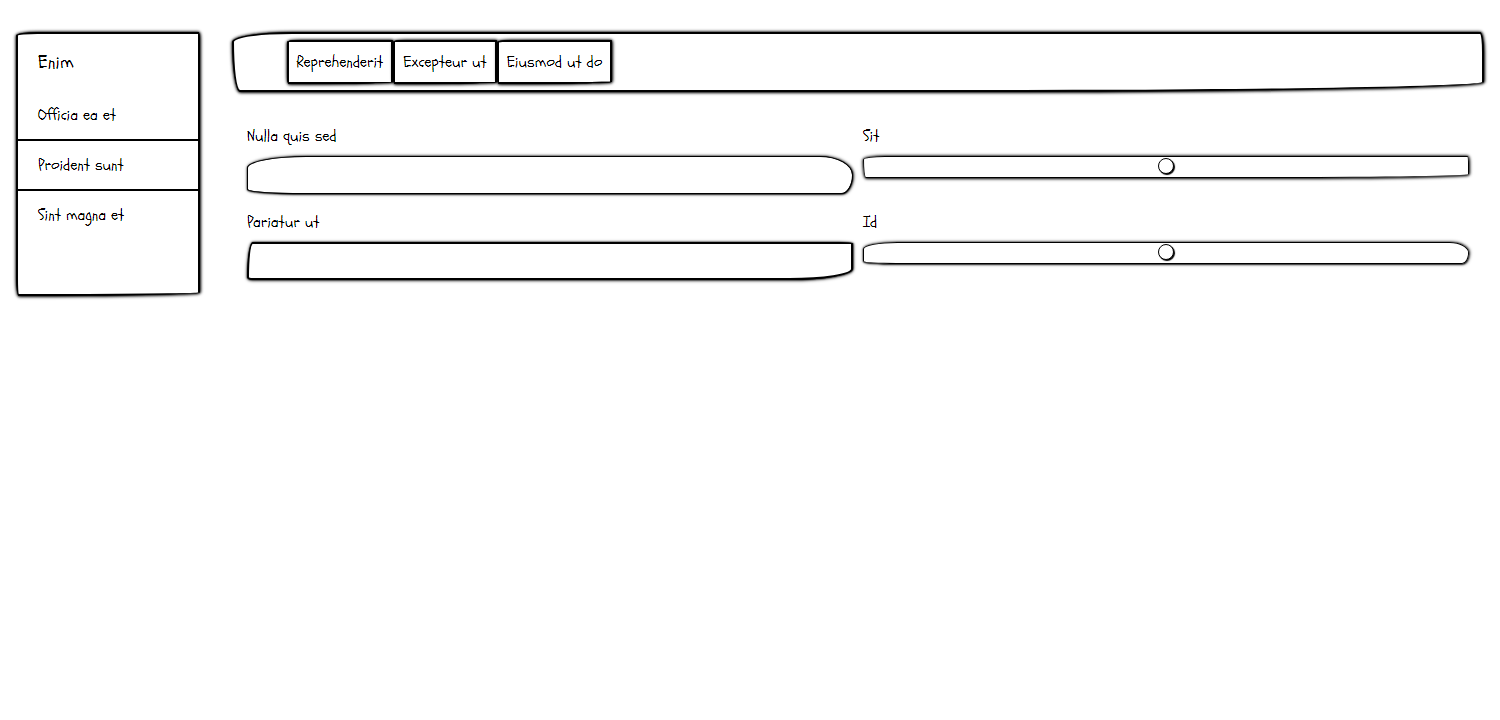 Enim
Officia ea et
Proident sunt
Sint magna et
Reprehenderit Excepteur ut Eiusmod ut do
Nulla quis sed
Sit
Pariatur ut
Id